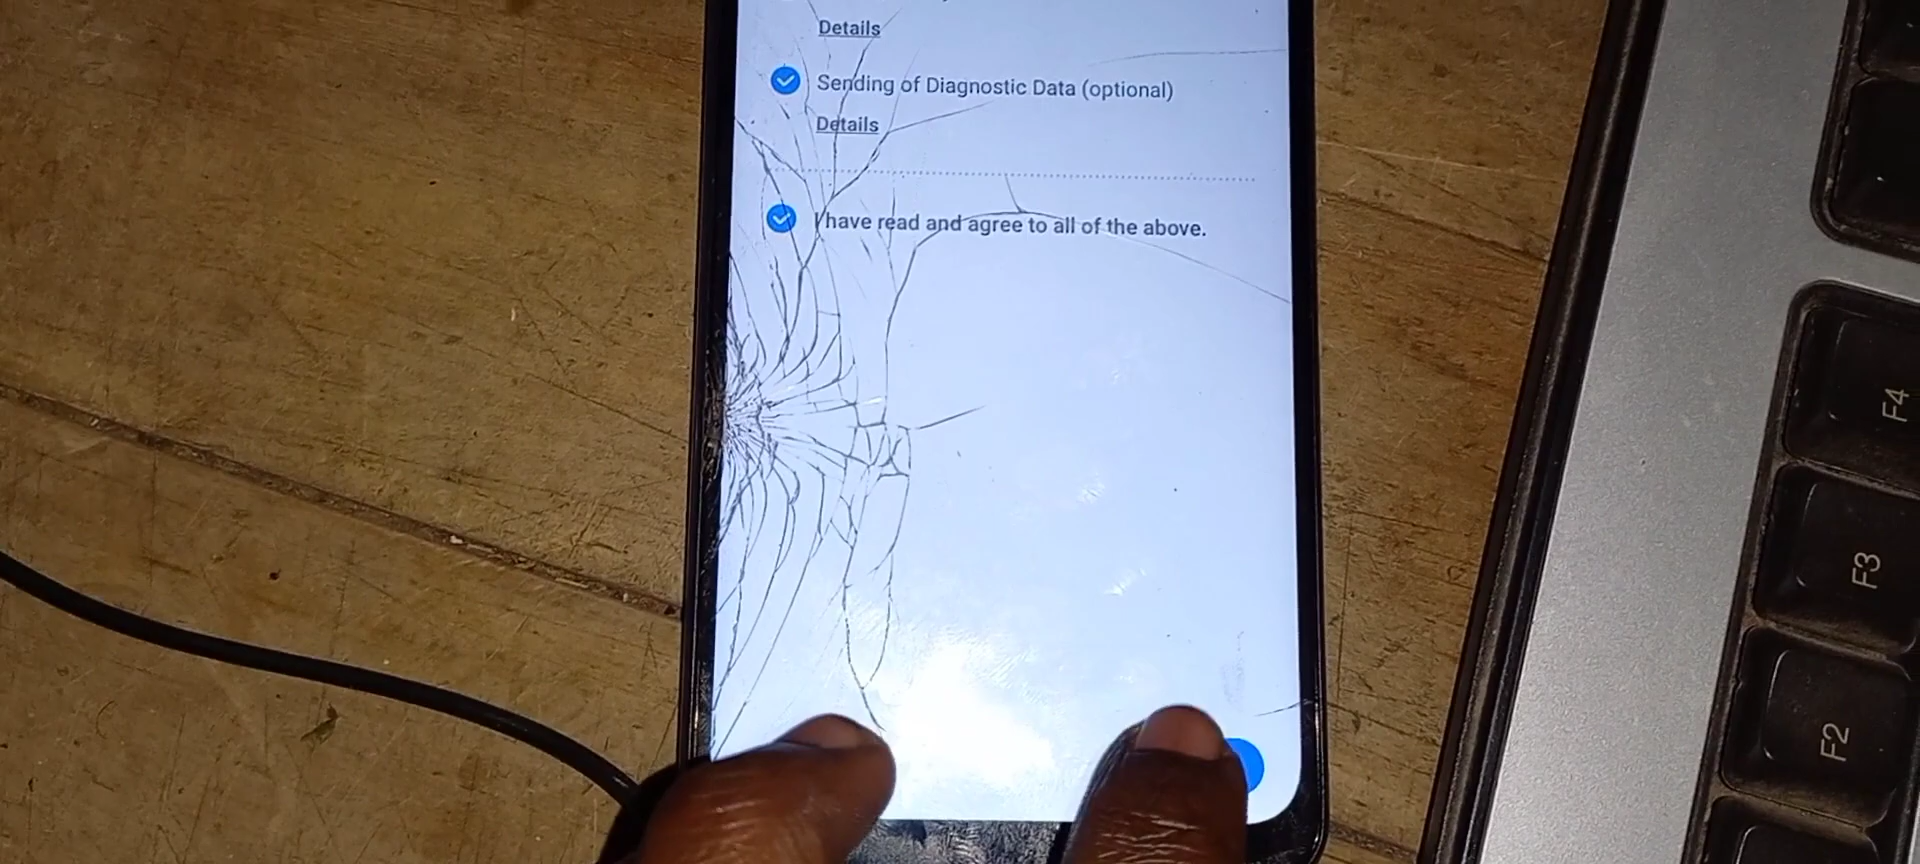 Details
Sending of Diagnostic Data (optional)
Details
I have read and agree to all of the above.
F4
F3
F2